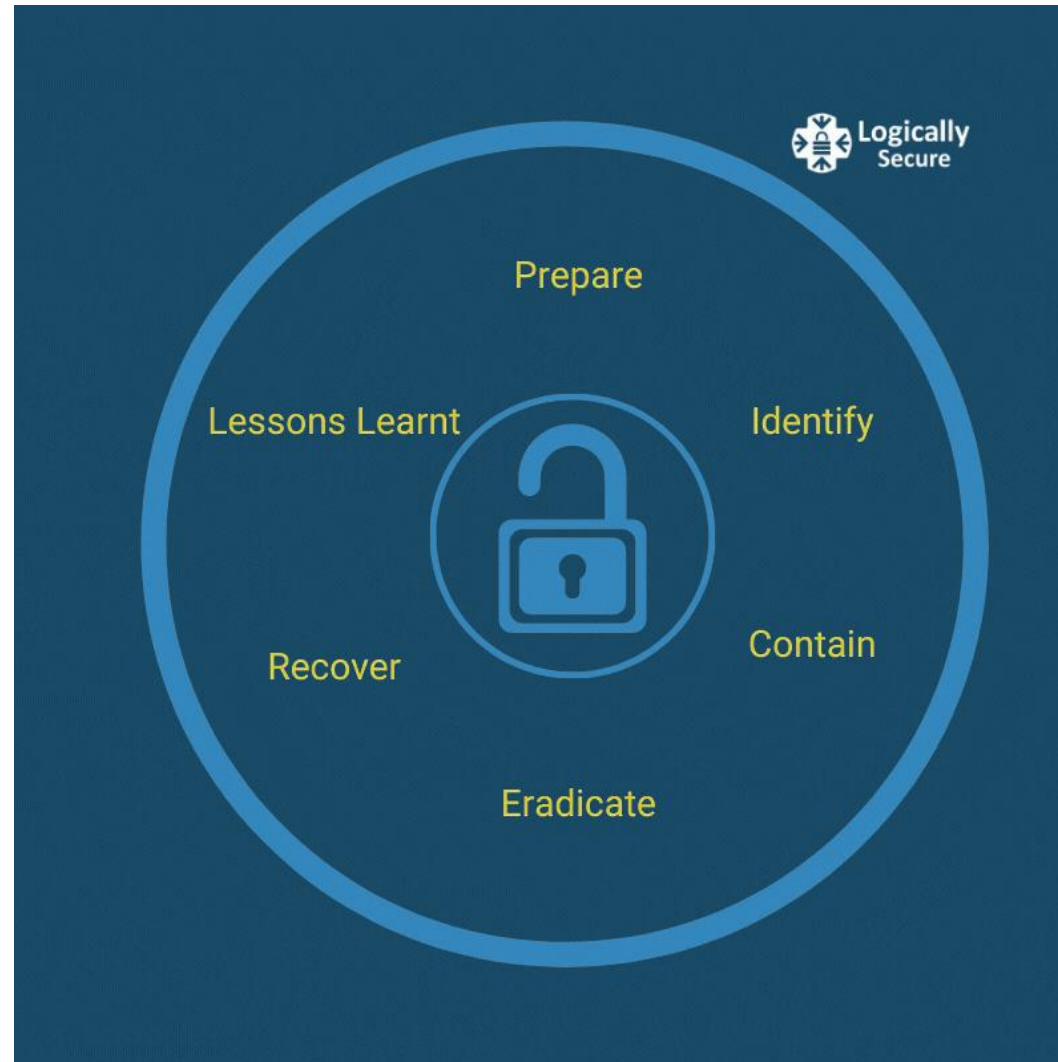 Logically
Secure
Prepare
Lessons Learnt
Identify
Contain
Recover
Eradicate